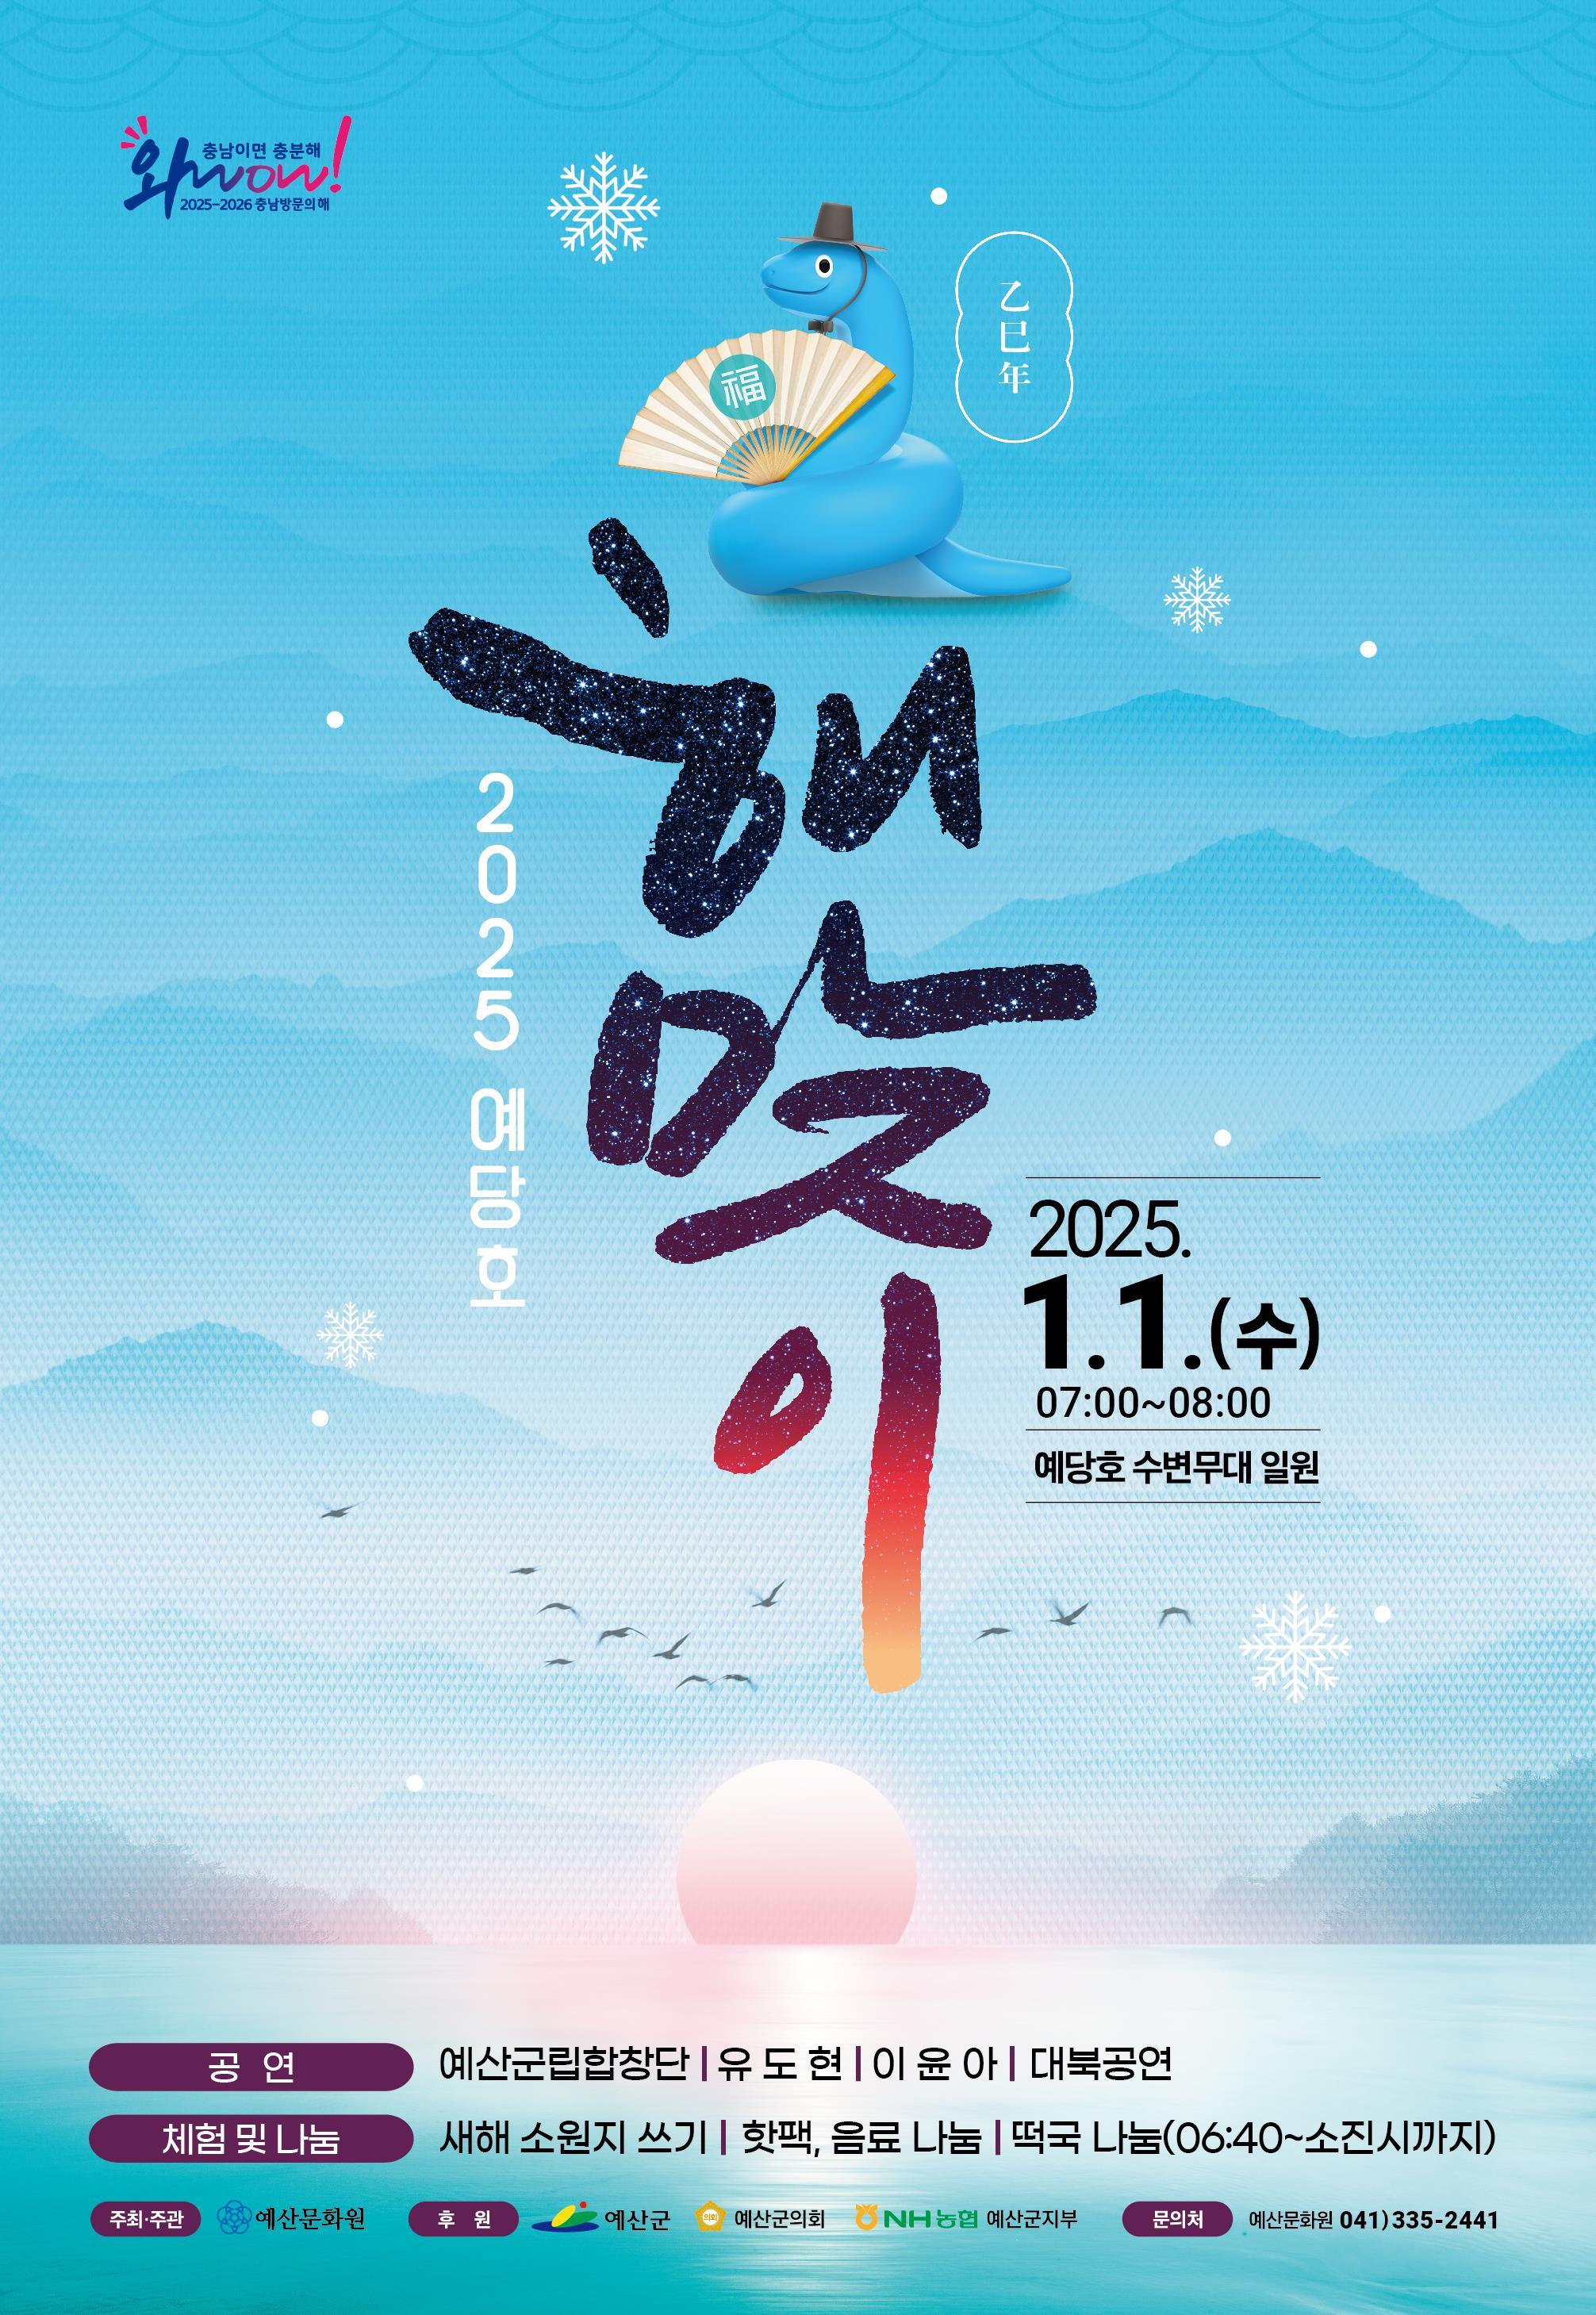 충남이면 충분해
와wow!
2025-2026 충남방문의해
乙巳年
福
해맞이
2025 예당호
2025.
1.1.(수)
07:00~08:00
예당호 수변무대 일원
공 연 예산군립합창단 | 유 도 현 | 이 윤 아 | 대북공연
체험 및 나눔 새해 소원지 쓰기 | 핫팩, 음료 나눔 | 떡국 나눔(06:40~소진시까지)
주최·주관 예산문화원 후 원 예산군 의회 예산군의회 NH농협 예산군지부 문의처 예산문화원 041)335-2441